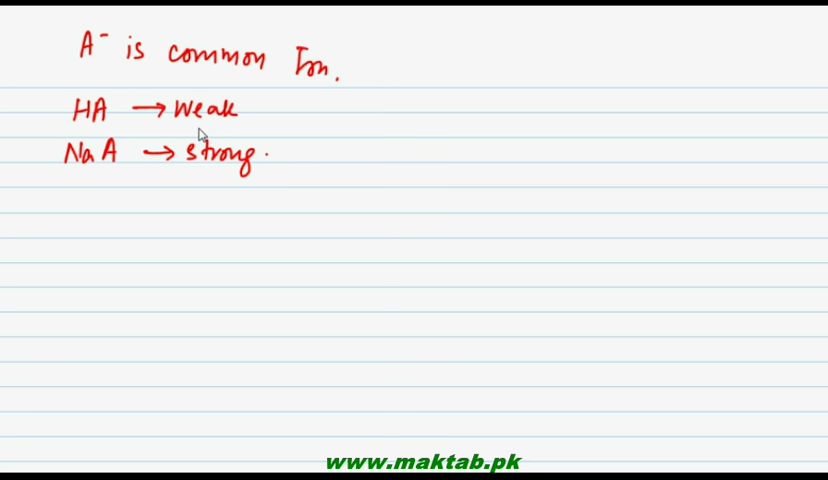 A⁻ is common Ion.
HA → Weak
NaA → strong.
www.maktab.pk